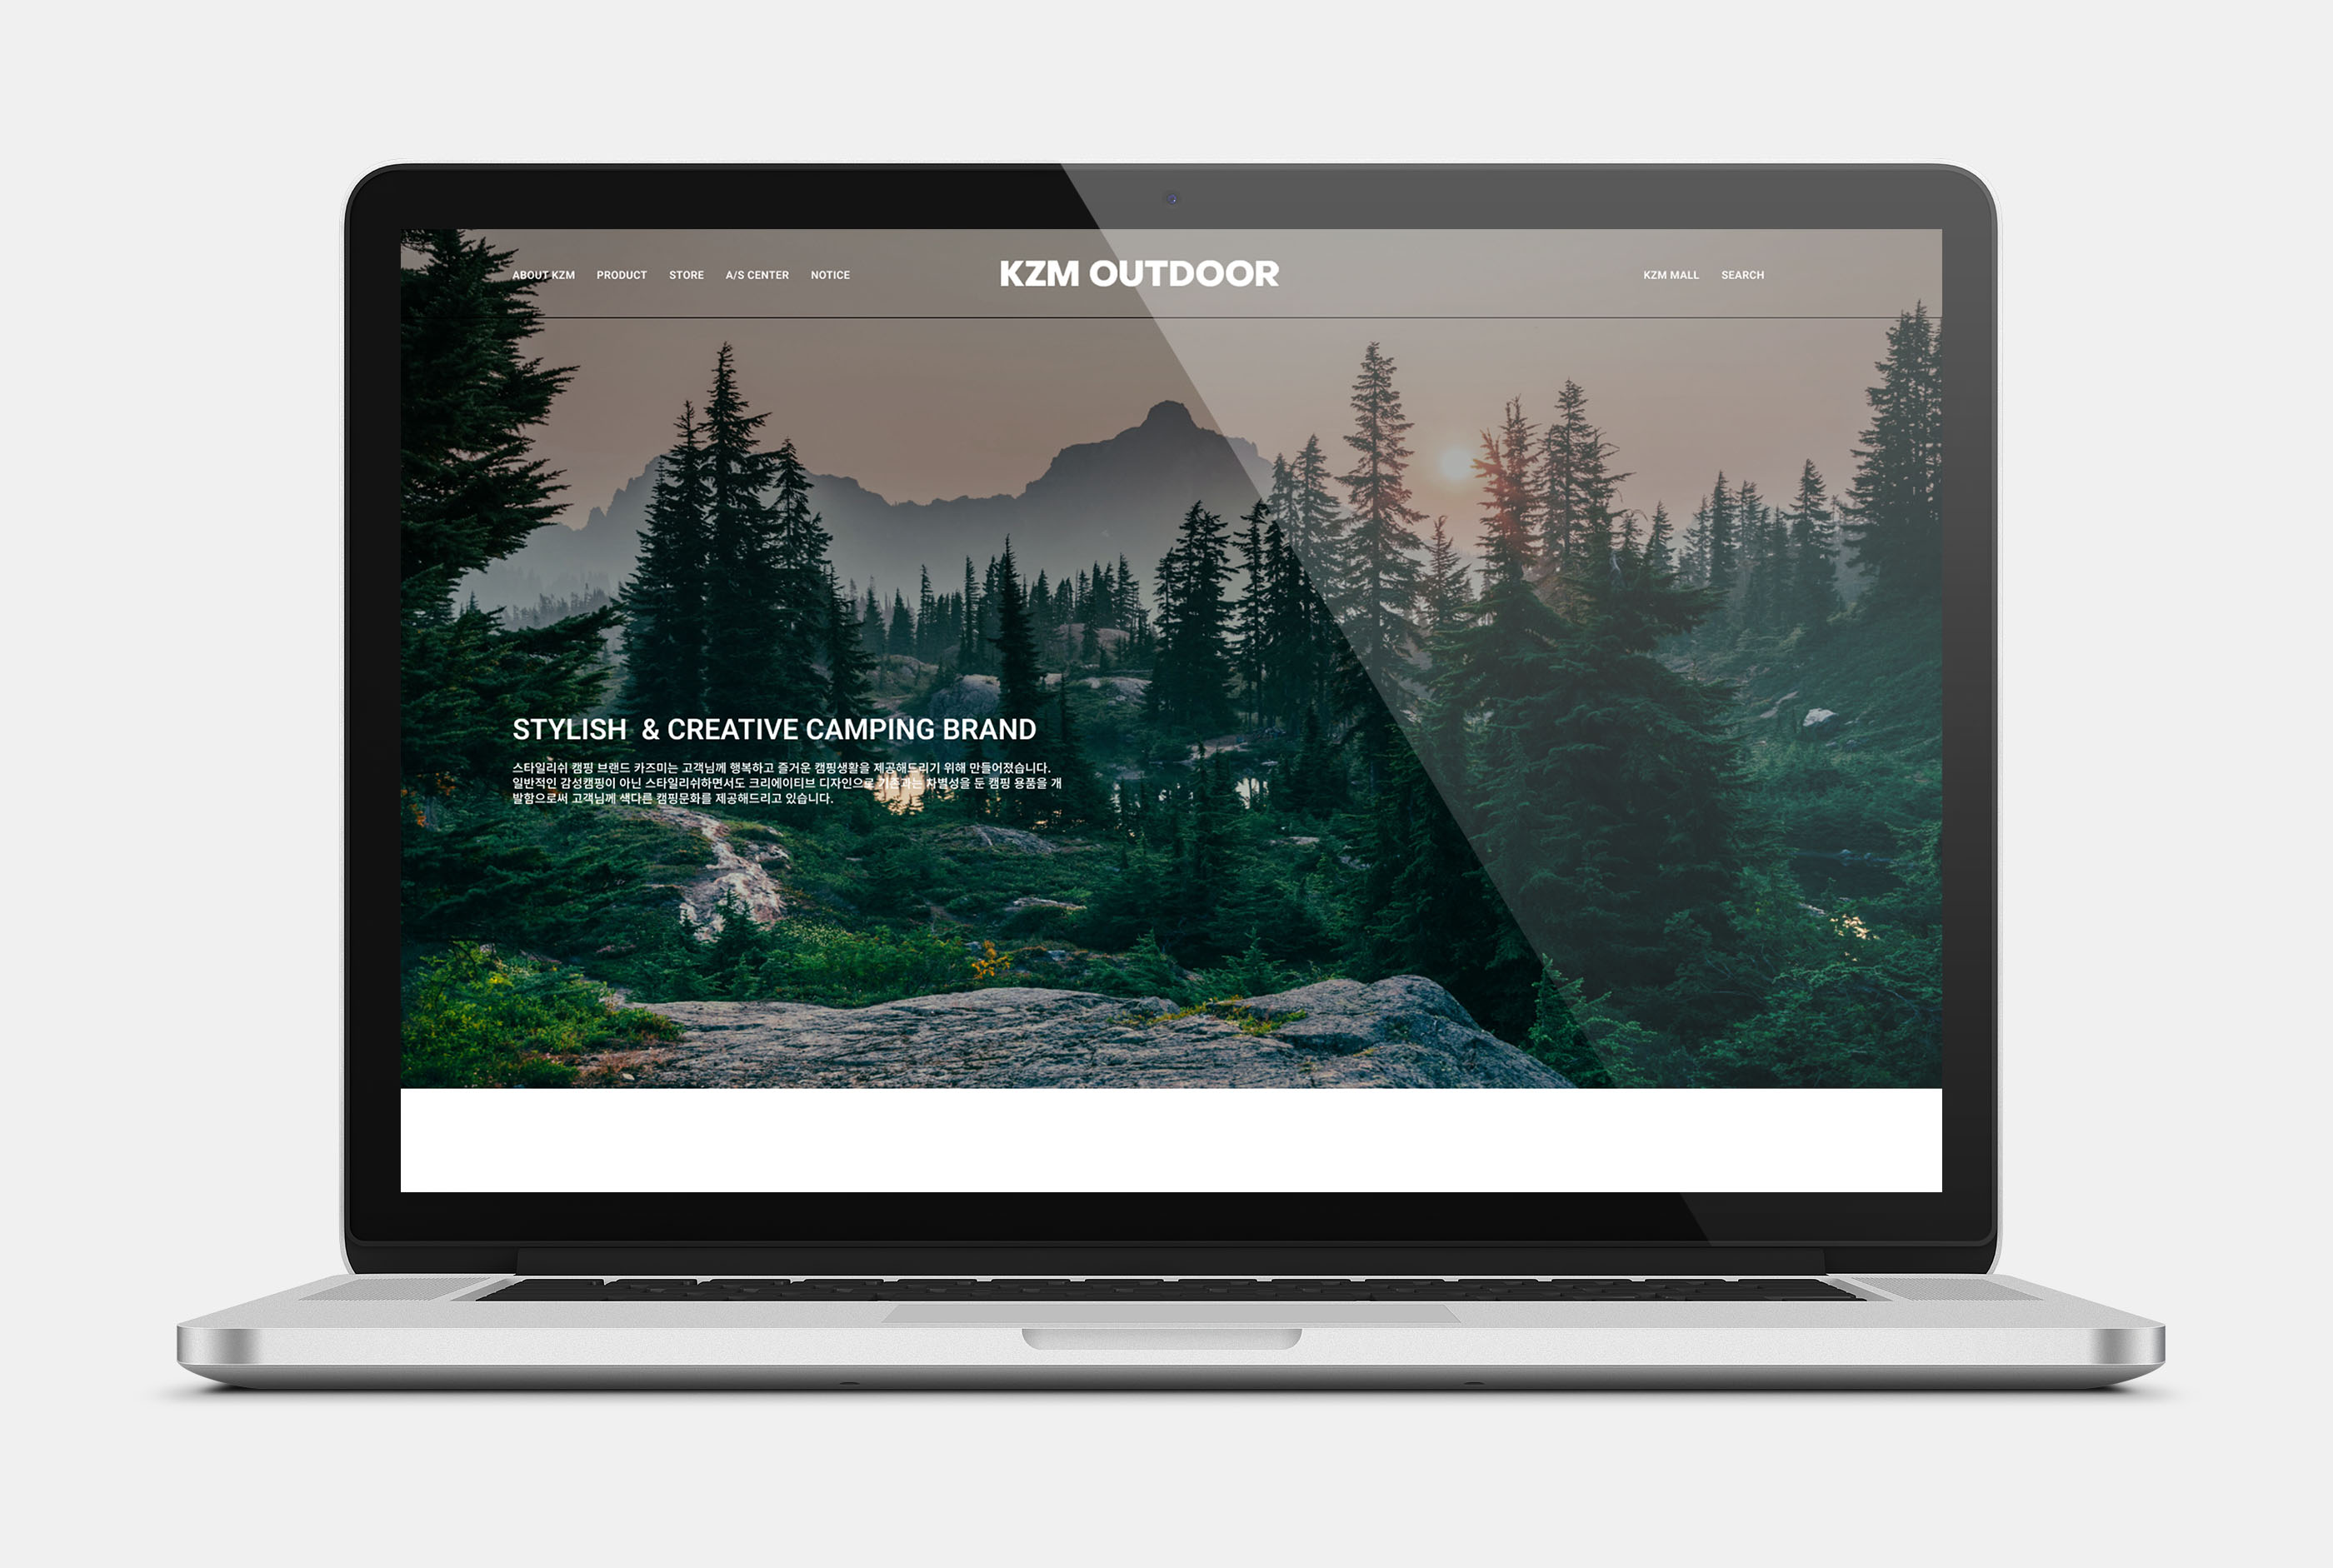 ABOUT KZM PRODUCT STORE A/S CENTER NOTICE KZM OUTDOOR KZM MALL SEARCH
STYLISH & CREATIVE CAMPING BRAND
스타일리쉬 캠핑 브랜드 카즈미는 고객님께 행복하고 즐거운 캠핑생활을 제공해드리기 위해 만들어졌습니다.
일반적인 감성캠핑이 아닌 스타일리쉬하면서도 크리에이티브 디자인으로 기존과는 차별성을 둔 캠핑 용품을 개
발함으로써 고객님께 색다른 캠핑문화를 제공해드리고 있습니다.